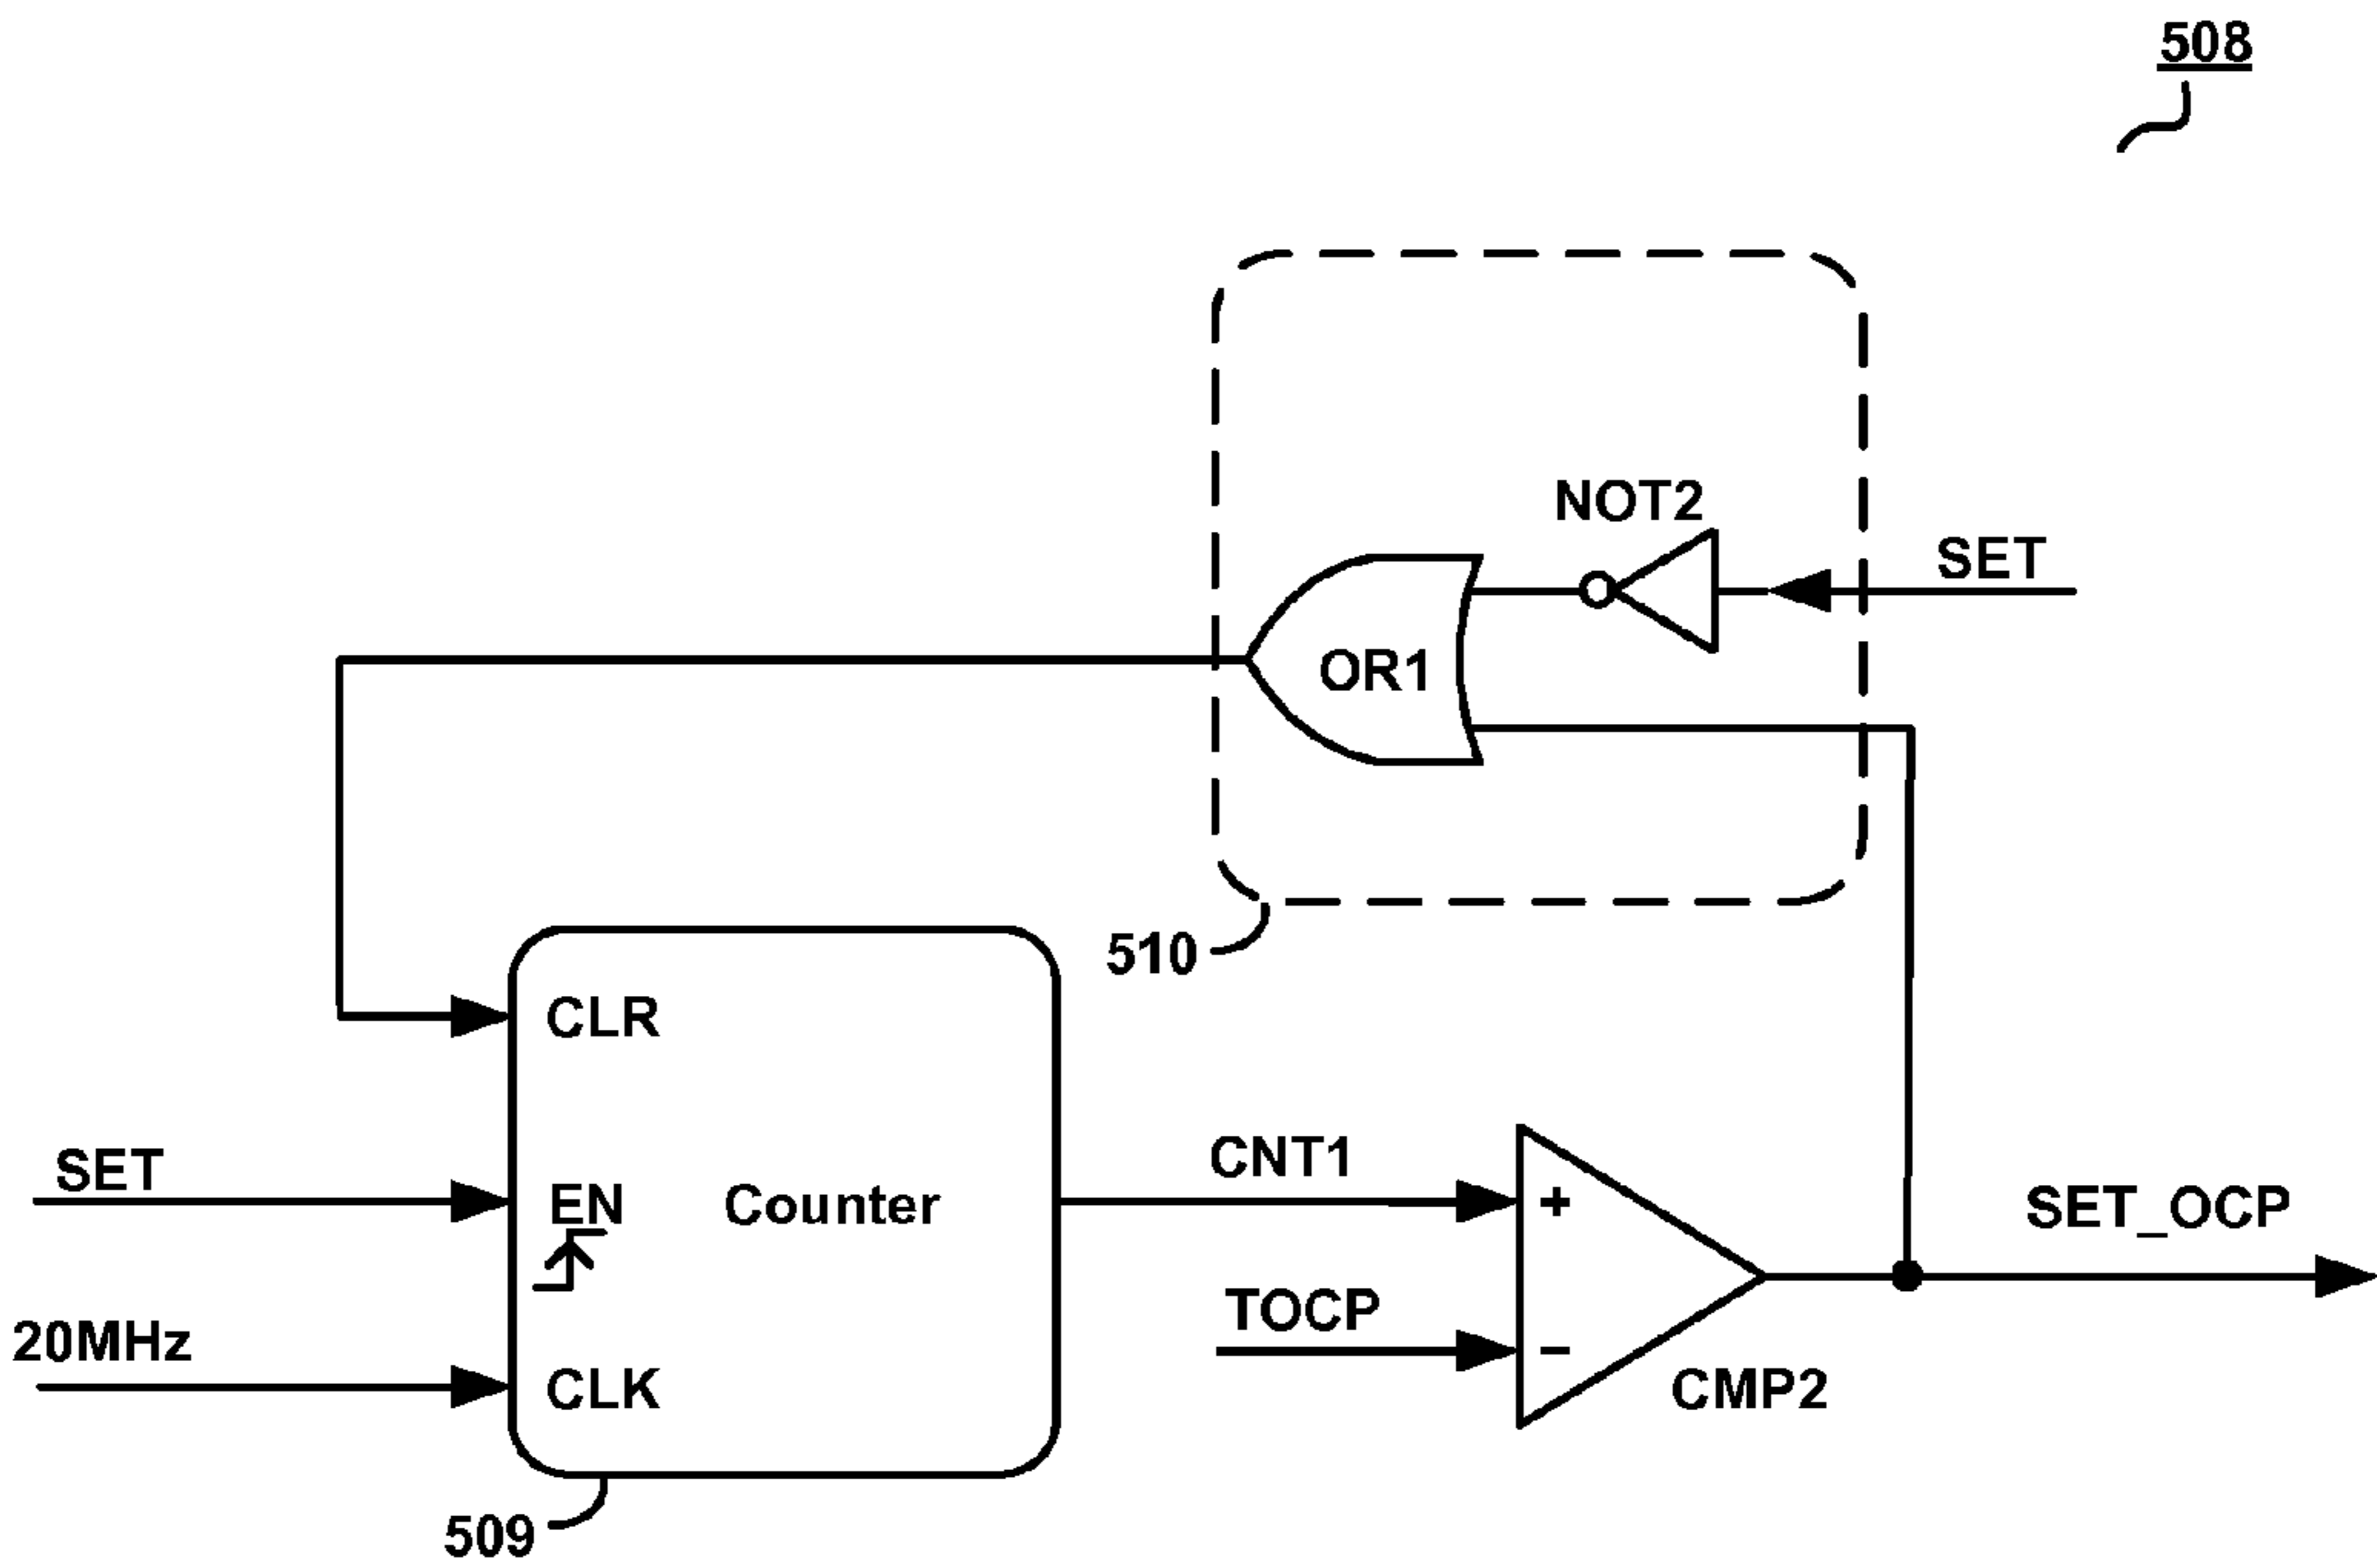 508
NOT2
SET
OR1
510
CLR
SET
EN
Counter
CNT1
SET_OCP
TOCP
20MHz
CLK
+
−
CMP2
509